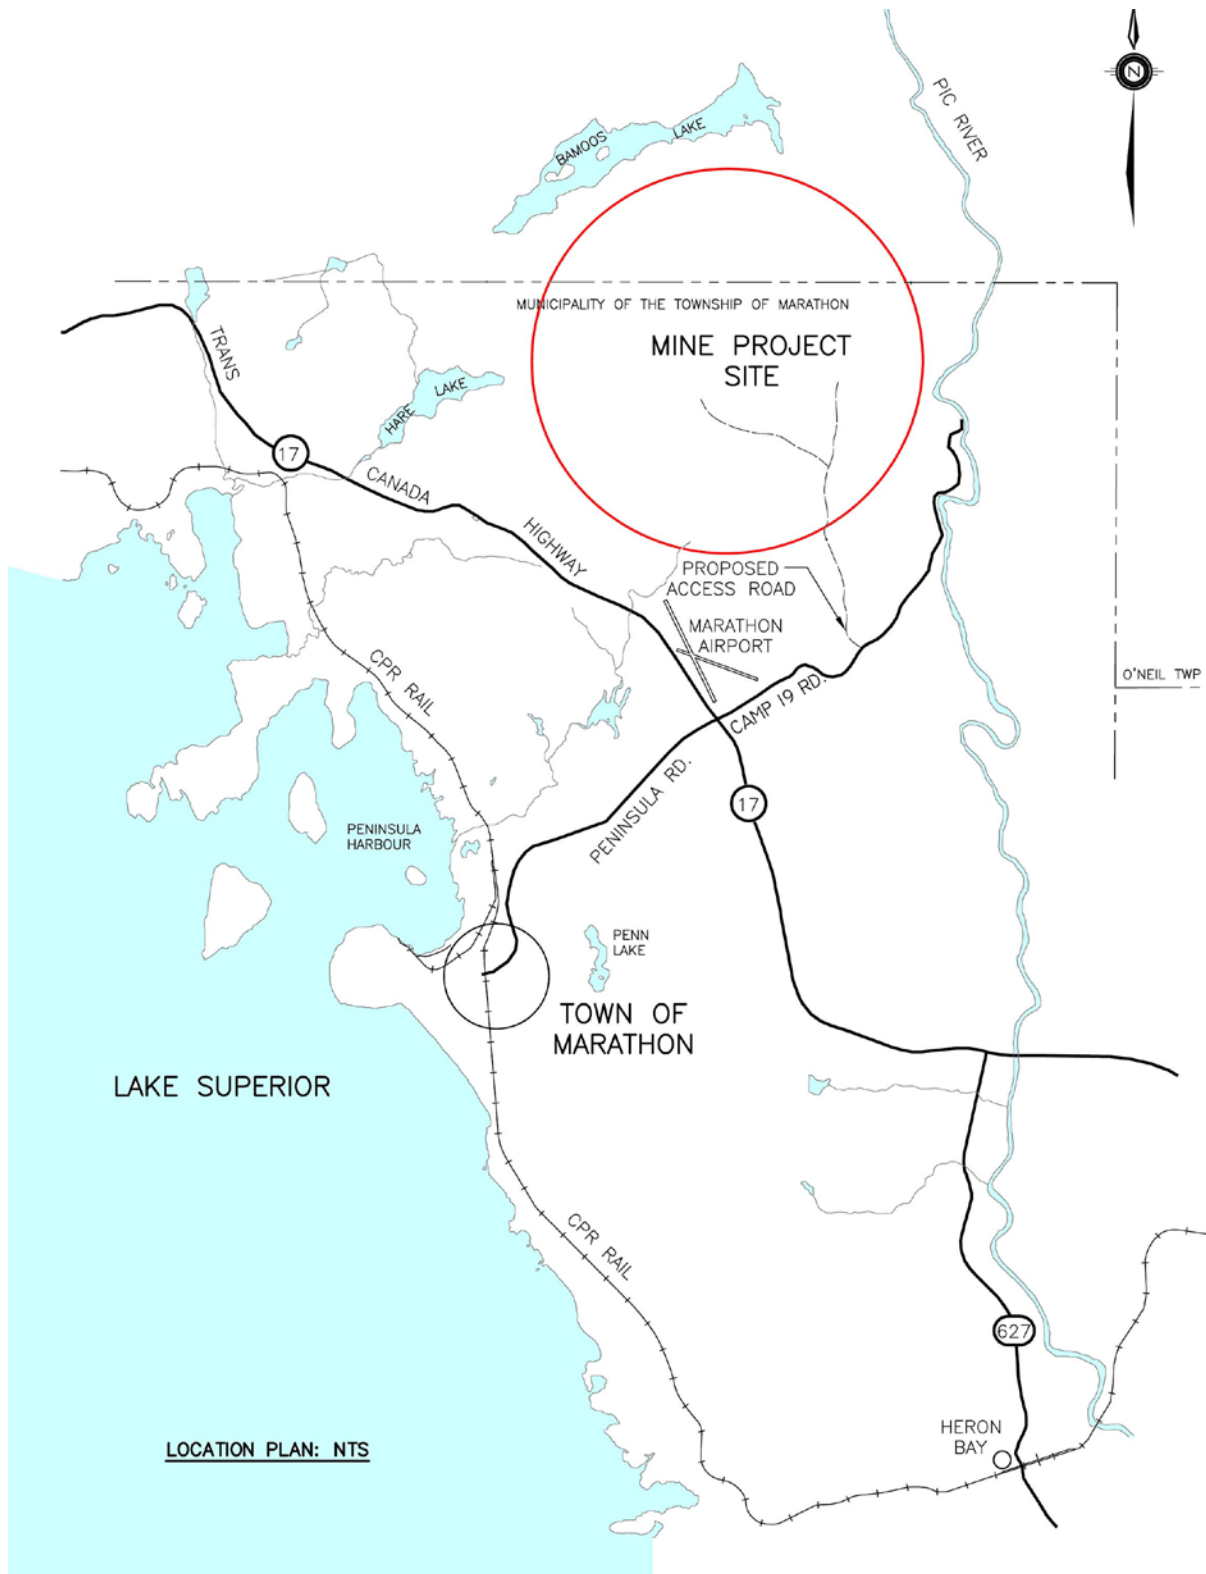 N
PIC RIVER
BAMOOS LAKE
MUNICIPALITY OF THE TOWNSHIP OF MARATHON
MINE PROJECT
SITE
TRANS
HARE LAKE
17
CANADA
HIGHWAY
PROPOSED
ACCESS ROAD
MARATHON
AIRPORT
CPR RAIL
O'NEIL TWP
CAMP 19 RD.
PENINSULA RD.
17
PENINSULA
HARBOUR
PENN
LAKE
TOWN OF
MARATHON
LAKE SUPERIOR
CPR RAIL
627
HERON
BAY
LOCATION PLAN: NTS